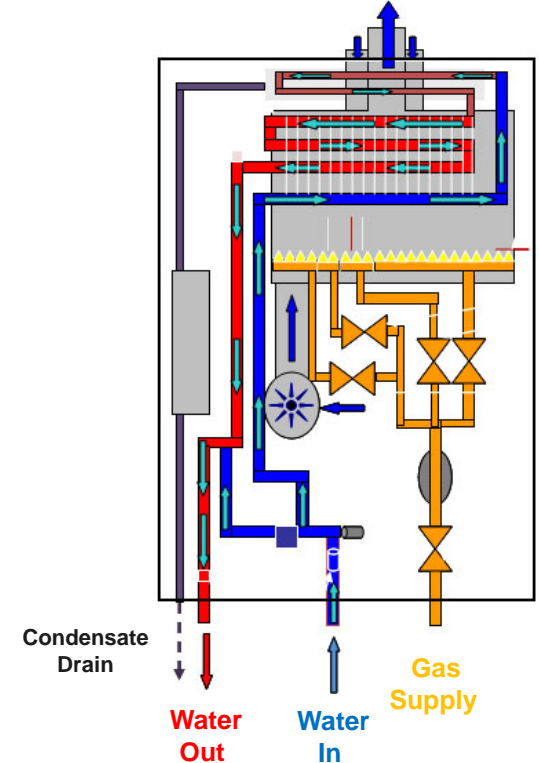 Condensate
Drain
Water
Out
Water
In
Gas
Supply